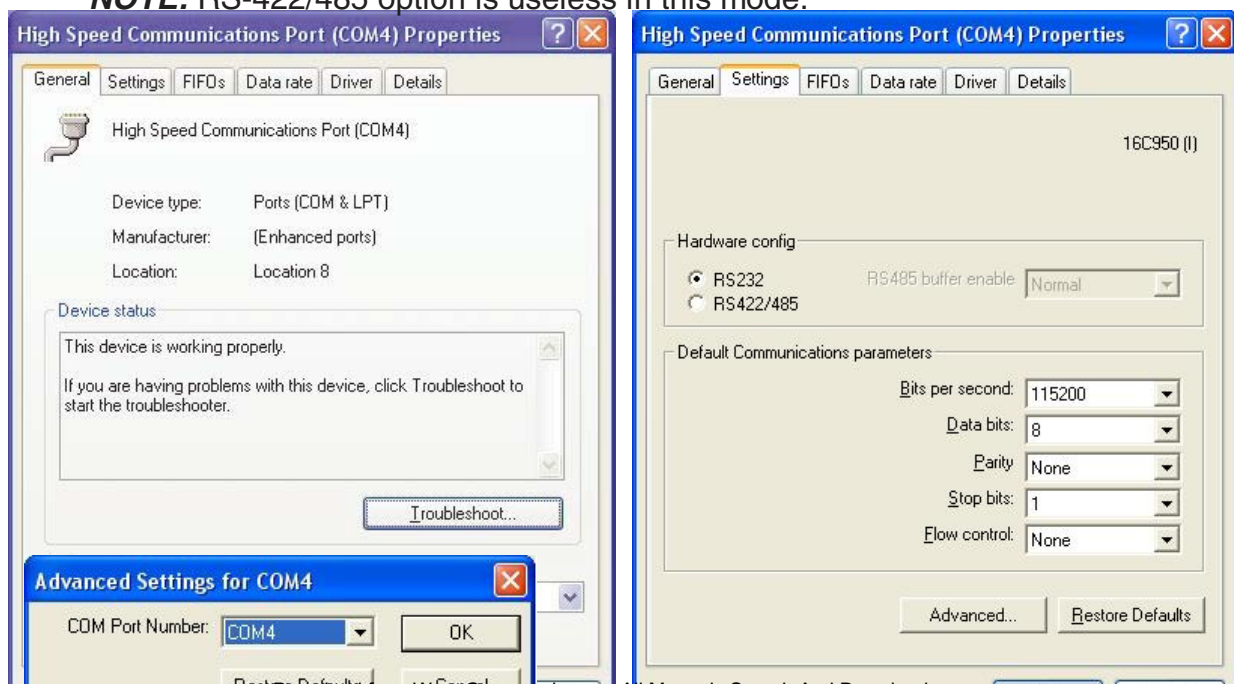 NOTE: RS-422/485 option is useless in this mode.
High Speed Communications Port (COM4) Properties
General Settings FIFOs Data rate Driver Details
High Speed Communications Port (COM4)
Device type: Ports (COM & LPT)
Manufacturer: (Enhanced ports)
Location: Location 8
Device status
This device is working properly.
If you are having problems with this device, click Troubleshoot to
start the troubleshooter.
Troubleshoot...
Advanced Settings for COM4
COM Port Number: COM4
OK
High Speed Communications Port (COM4) Properties
General Settings FIFOs Data rate Driver Details
16C950 (I)
Hardware config
RS232
RS485 buffer enable Normal
RS422/485
Default Communications parameters
Bits per second: 115200
Data bits: 8
Parity None
Stop bits: 1
Flow control: None
Advanced...
Restore Defaults